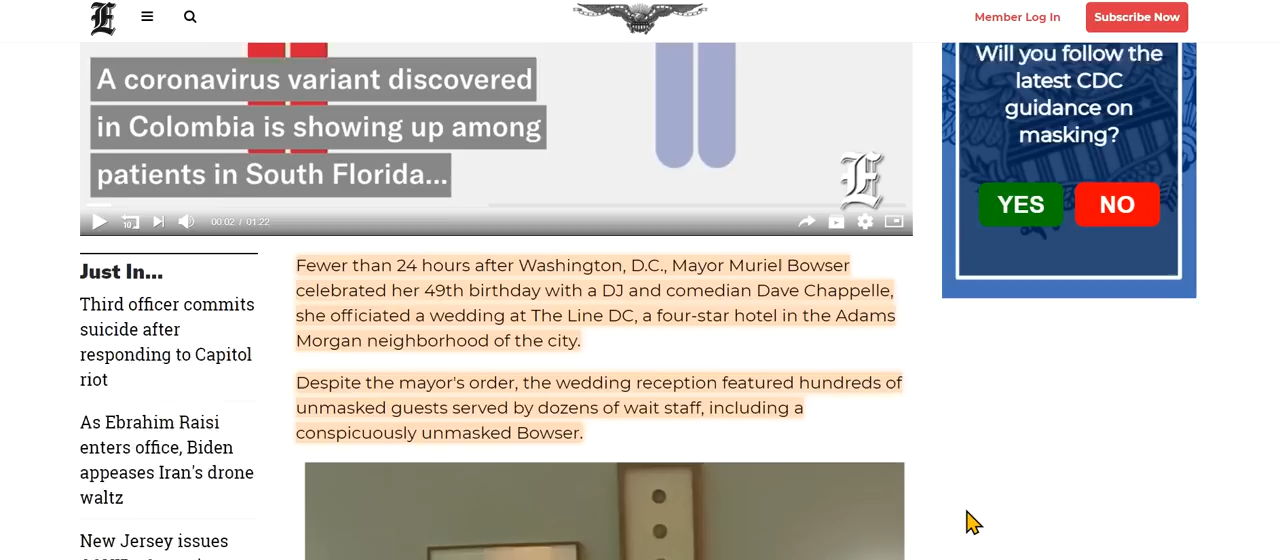 E
Member Log In
Subscribe Now
A coronavirus variant discovered
in Colombia is showing up among
patients in South Florida...
E
10
00:02 / 01:22
Will you follow the
latest CDC
guidance on
masking?
YES
NO
Just In...
Third officer commits
suicide after
responding to Capitol
riot
As Ebrahim Raisi
enters office, Biden
appeases Iran's drone
waltz
New Jersey issues
Fewer than 24 hours after Washington, D.C., Mayor Muriel Bowser
celebrated her 49th birthday with a DJ and comedian Dave Chappelle,
she officiated a wedding at The Line DC, a four-star hotel in the Adams
Morgan neighborhood of the city.
Despite the mayor's order, the wedding reception featured hundreds of
unmasked guests served by dozens of wait staff, including a
conspicuously unmasked Bowser.